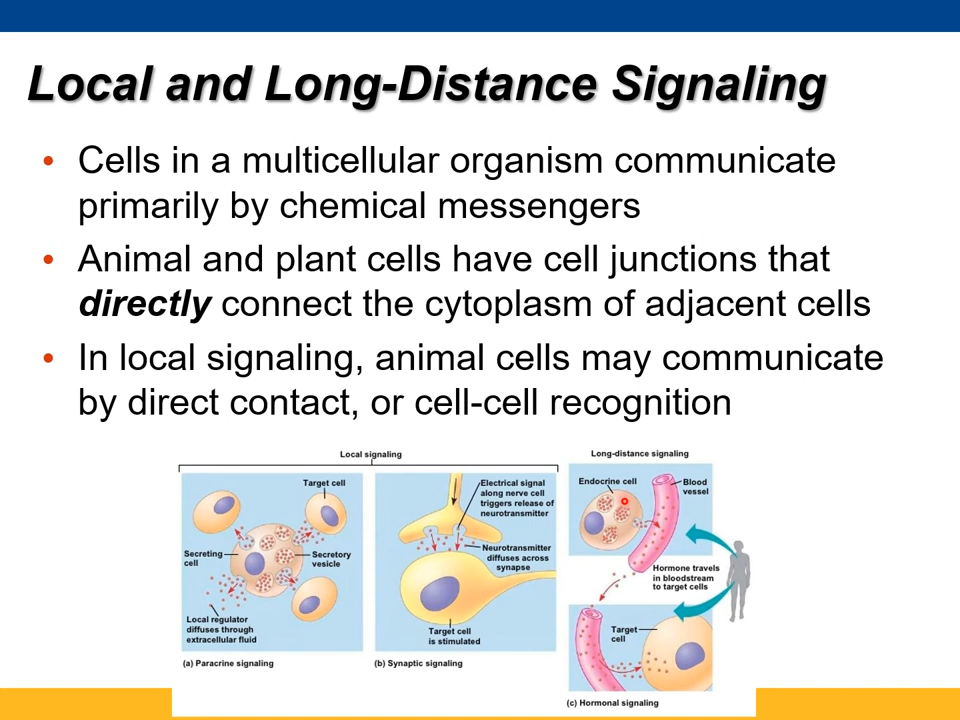 Local and Long-Distance Signaling
• Cells in a multicellular organism communicate
primarily by chemical messengers
• Animal and plant cells have cell junctions that
directly connect the cytoplasm of adjacent cells
• In local signaling, animal cells may communicate
by direct contact, or cell-cell recognition
Local signaling
Target cell
Secreting
cell
Secretory
vesicle
Local regulator
diffuses through
extracellular fluid
(a) Paracrine signaling
Electrical signal
along nerve cell
triggers release of
neurotransmitter
Neurotransmitter
diffuses across
synapse
Target cell
is stimulated
(b) Synaptic signaling
Long-distance signaling
Endocrine cell
Blood
vessel
Hormone travels
in bloodstream
to target cells
Target
cell
(c) Hormonal signaling